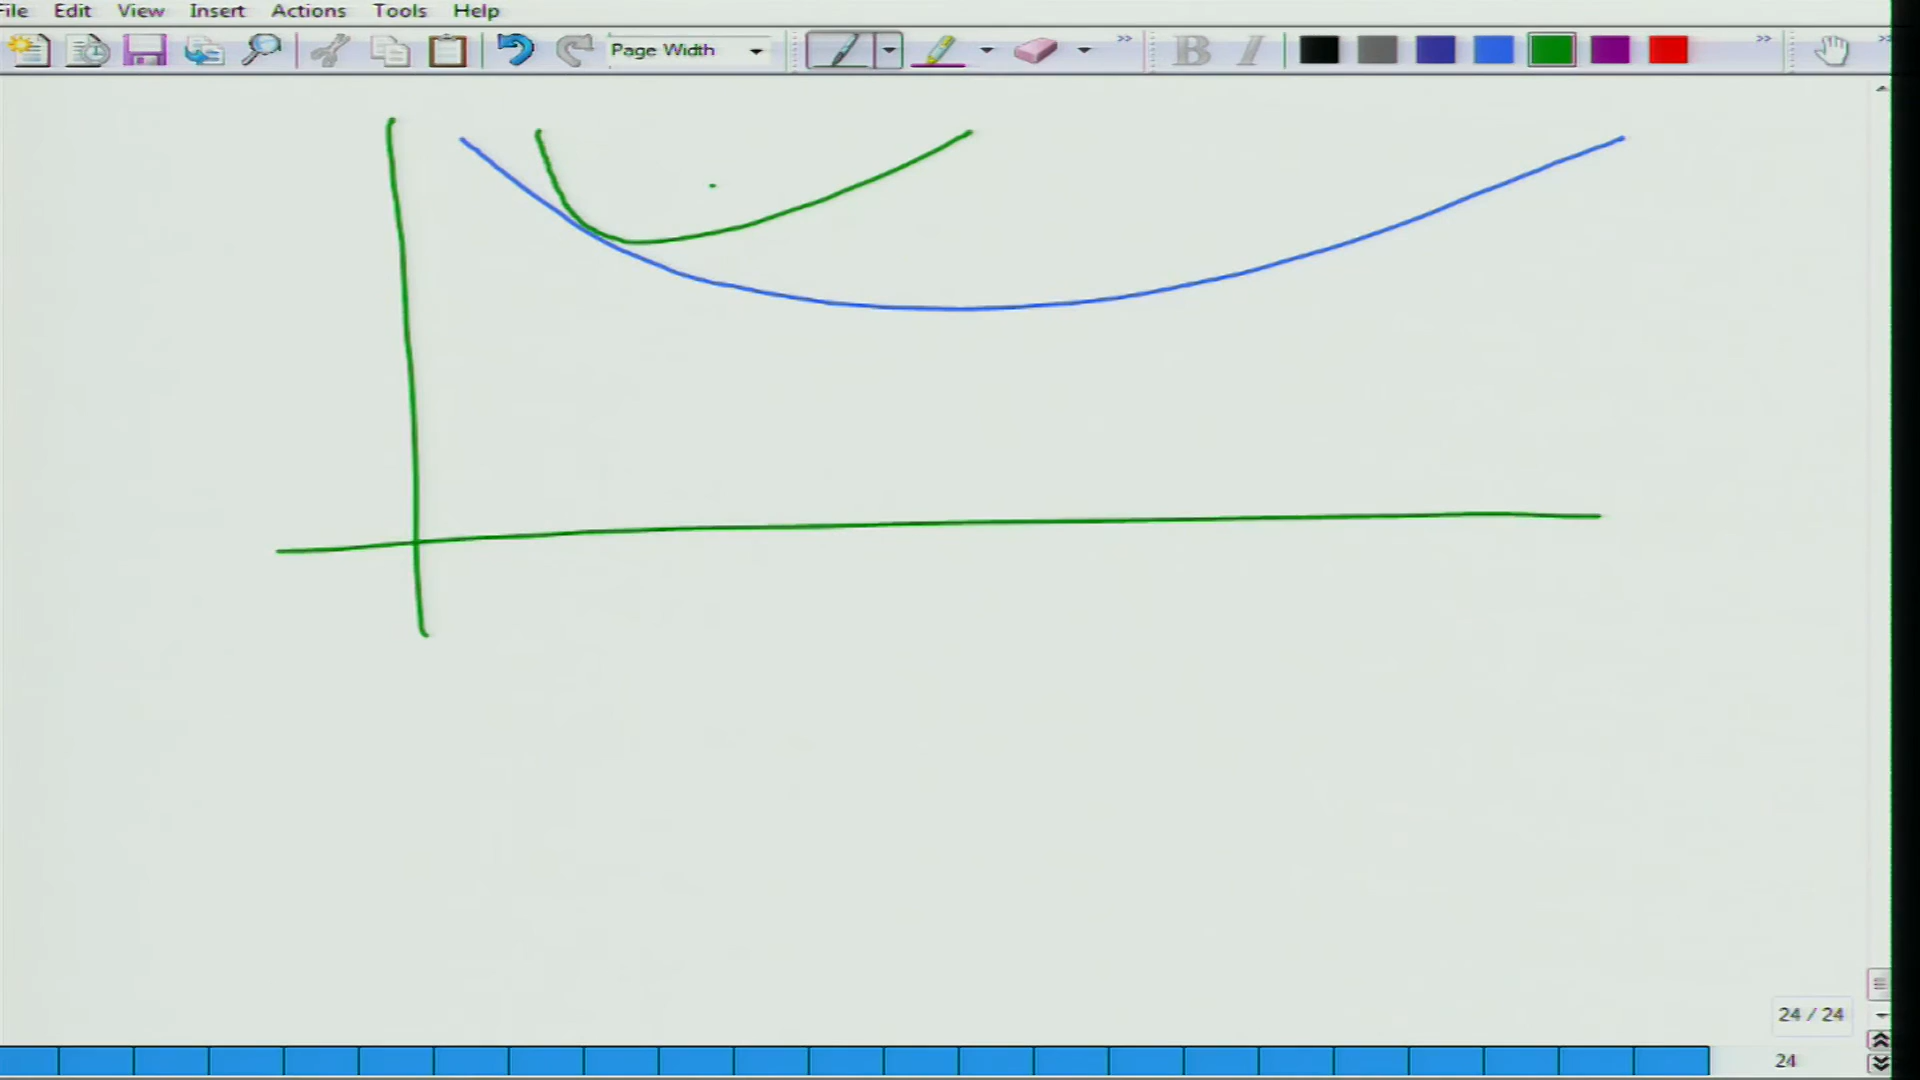 File Edit View Insert Actions Tools Help
Page Width B I
24 / 24
24